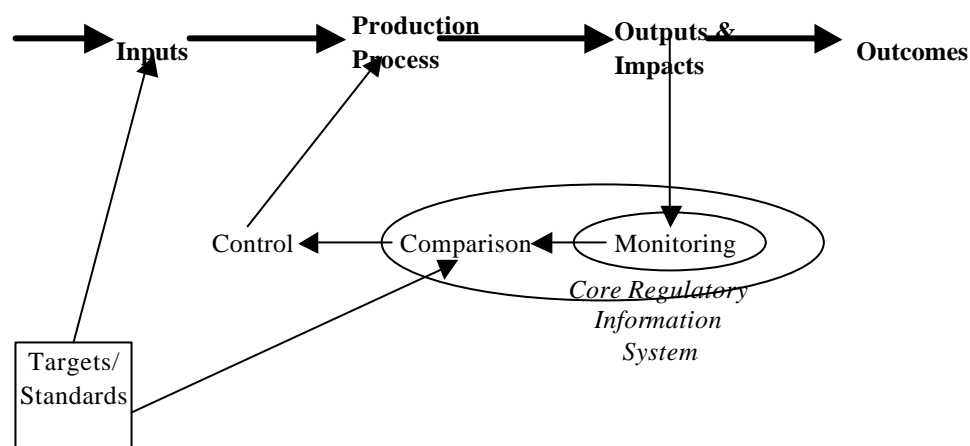 Inputs
Production
Process
Outputs &
Impacts
Outcomes
Control
Comparison
Monitoring
Core Regulatory
Information
System
Targets/
Standards